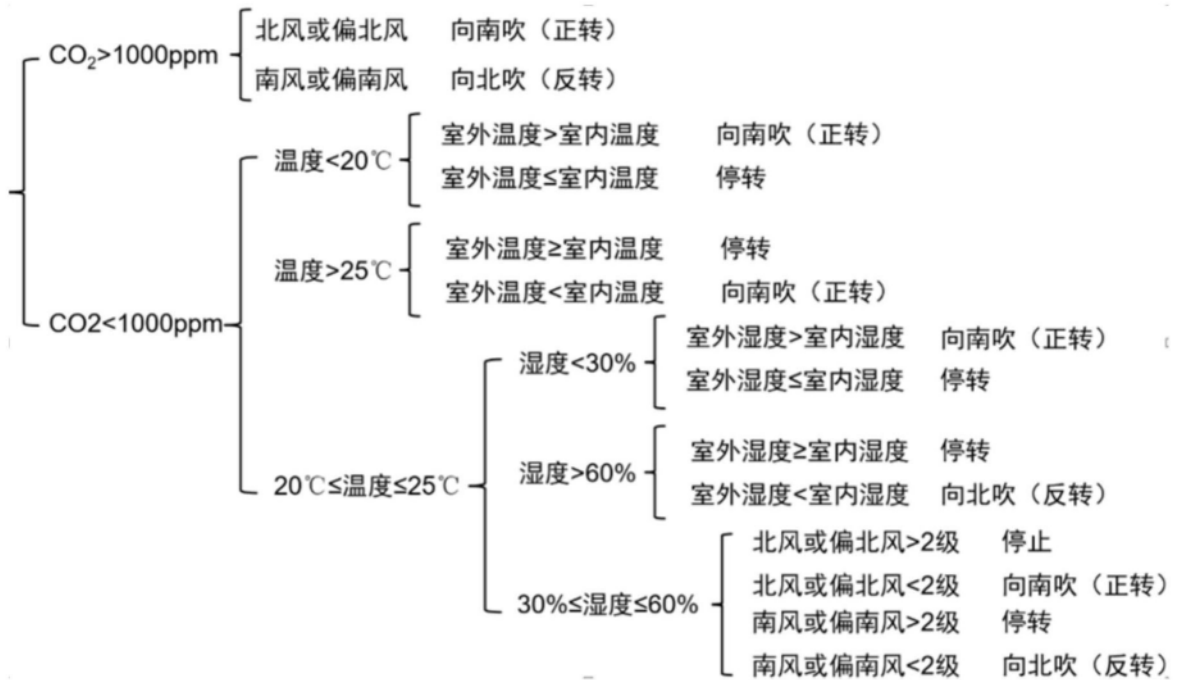 CO₂>1000ppm
北风或偏北风 向南吹（正转）
南风或偏南风 向北吹（反转）
CO2<1000ppm
温度<20℃
室外温度>室内温度 向南吹（正转）
室外温度≤室内温度 停转
温度>25℃
室外温度≥室内温度 停转
室外温度<室内温度 向南吹（正转）
20℃≤温度≤25℃
湿度<30%
室外湿度>室内湿度 向南吹（正转）
室外湿度≤室内湿度 停转
湿度>60%
室外湿度≥室内湿度 停转
室外湿度<室内湿度 向北吹（反转）
30%≤湿度≤60%
北风或偏北风>2级 停止
北风或偏北风<2级 向南吹（正转）
南风或偏南风>2级 停转
南风或偏南风<2级 向北吹（反转）